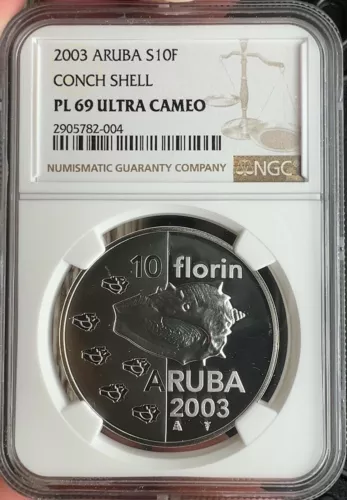 2003 ARUBA S10F
CONCH SHELL
PL 69 ULTRA CAMEO
2905782-004
NUMISMATIC GUARANTY COMPANY
NGC
10 florin
ARUBA
2003